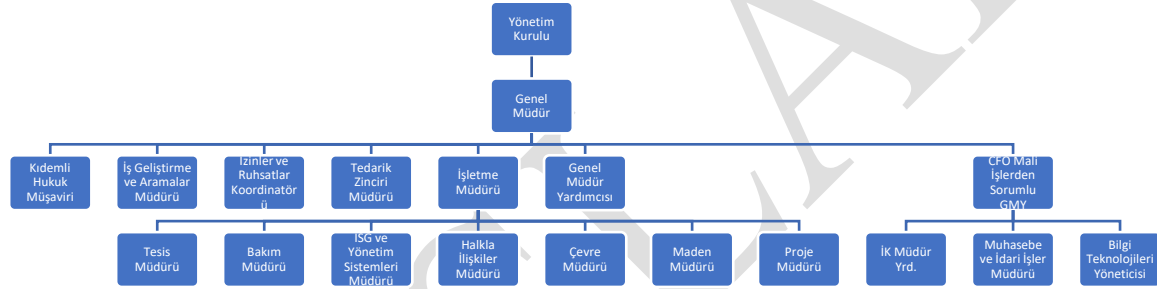 Yönetim
Kurulu
Genel
Müdür
Kıdemli
Hukuk
Müşaviri
İş Geliştirme
ve Aramalar
Müdürü
İzinler ve
Ruhsatlar
Koordinatör
ü
Tedarik
Zinciri
Müdürü
İşletme
Müdürü
Genel
Müdür
Yardımcısı
CFO Mali
İşlerden
Sorumlu
GMY
Tesis
Müdürü
Bakım
Müdürü
ISG ve
Yönetim
Sistemleri
Müdürü
Halkla
İlişkiler
Müdürü
Çevre
Müdürü
Maden
Müdürü
Proje
Müdürü
İK Müdür
Yrd.
Muhasebe
ve İdari İşler
Müdürü
Bilgi
Teknolojileri
Yöneticisi